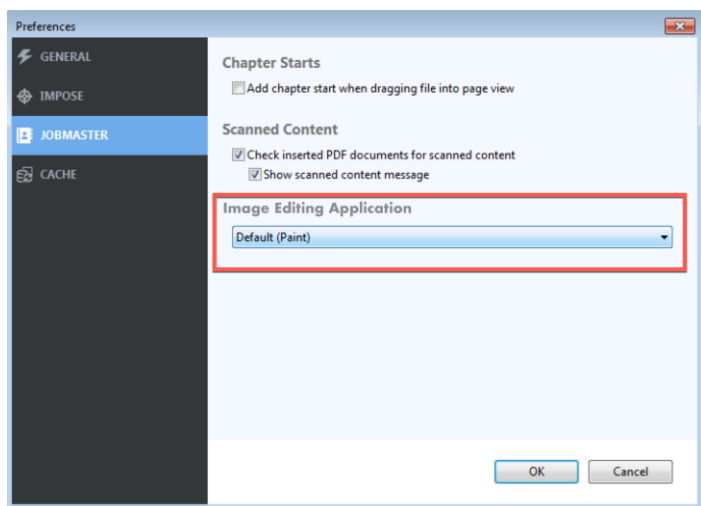 Preferences
GENERAL
IMPOSE
JOBMASTER
CACHE
Chapter Starts
Add chapter start when dragging file into page view
Scanned Content
Check inserted PDF documents for scanned content
Show scanned content message
Image Editing Application
Default (Paint)
OK
Cancel